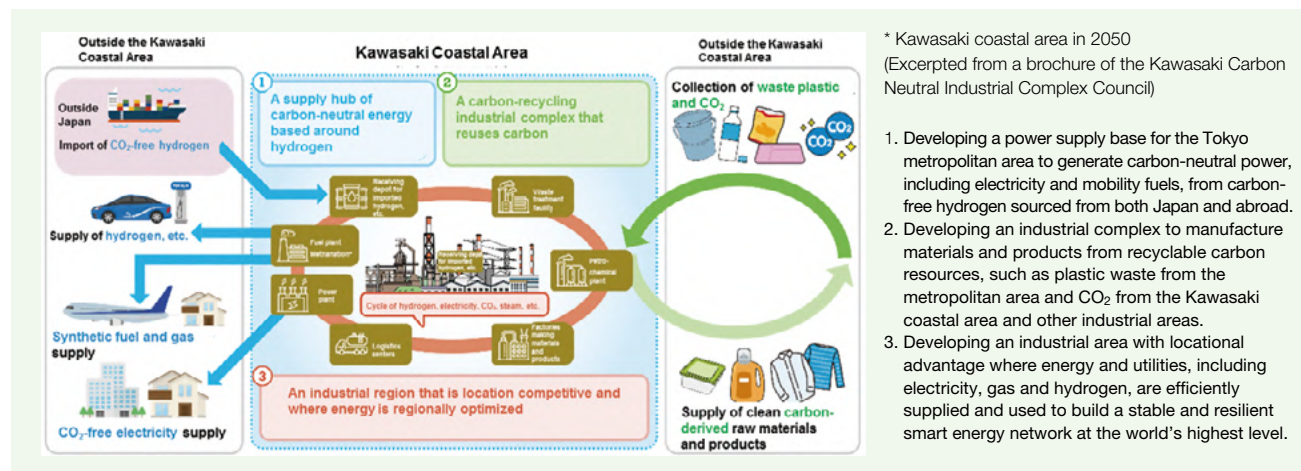 Outside the Kawasaki
Coastal Area
Outside
Japan
Import of CO₂-free hydrogen
Supply of hydrogen, etc.
Synthetic fuel and gas
supply
CO₂-free electricity supply
Kawasaki Coastal Area
1
A supply hub of
carbon-neutral energy
based around
hydrogen
2
A carbon-recycling
industrial complex that
reuses carbon
Receiving
depot for
imported
hydrogen,
etc.
Waste
treatment
facility
Fuel plant
Methanation*
Receiving depot
for imported
hydrogen, etc.
chemical
plant
Power
plant
Cycle of hydrogen, electricity, CO₂, steam, etc.
Logistics
centers
Factories
making
materials
and
products
3
An industrial region that is location competitive and
where energy is regionally optimized
Outside the Kawasaki
Coastal Area
Collection of waste plastic
and CO₂
CO₂
CO₂
Supply of clean carbon-
derived raw materials
and products
* Kawasaki coastal area in 2050
(Excerpted from a brochure of the Kawasaki Carbon
Neutral Industrial Complex Council)
1. Developing a power supply base for the Tokyo
metropolitan area to generate carbon-neutral power,
including electricity and mobility fuels, from carbon-
free hydrogen sourced from both Japan and abroad.
2. Developing an industrial complex to manufacture
materials and products from recyclable carbon
resources, such as plastic waste from the
metropolitan area and CO₂ from the Kawasaki
coastal area and other industrial areas.
3. Developing an industrial area with locational
advantage where energy and utilities, including
electricity, gas and hydrogen, are efficiently
supplied and used to build a stable and resilient
smart energy network at the world's highest level.